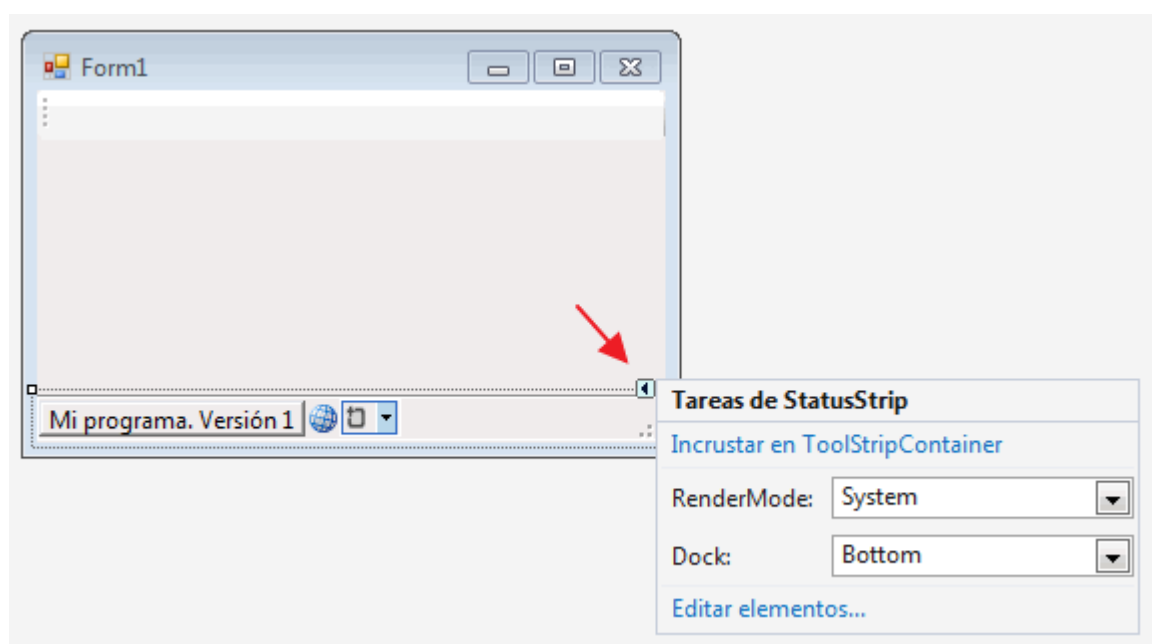 Form1
Mi programa. Versión 1
Tareas de StatusStrip
Incrustar en ToolStripContainer
RenderMode: System
Dock: Bottom
Editar elementos...